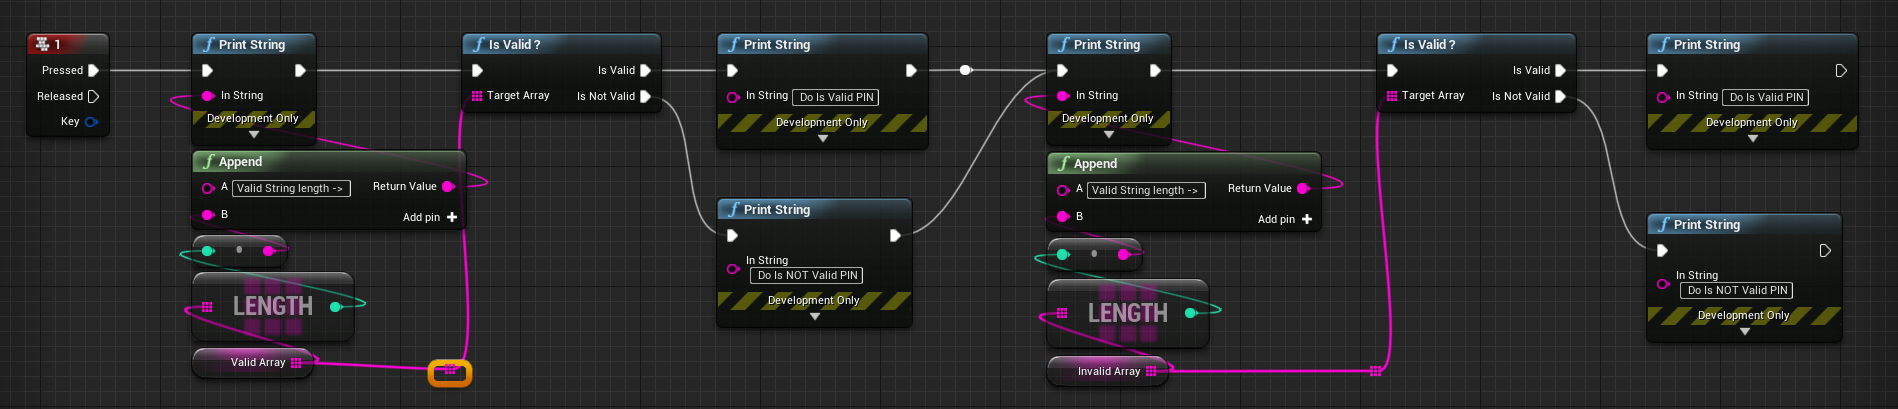 1
Pressed
Released
Key
Print String
In String
Development Only
Append
A Valid String length -> Return Value
B
Add pin
LENGTH
Valid Array
Is Valid ?
Is Valid
Target Array
Is Not Valid
Print String
In String Do Is Valid PIN
Development Only
Print String
In String
Do Is NOT Valid PIN
Development Only
Print String
In String
Development Only
Append
A Valid String length -> Return Value
B
Add pin
LENGTH
Invalid Array
Is Valid ?
Is Valid
Target Array
Is Not Valid
Print String
In String Do Is Valid PIN
Development Only
Print String
In String
Do Is NOT Valid PIN
Development Only